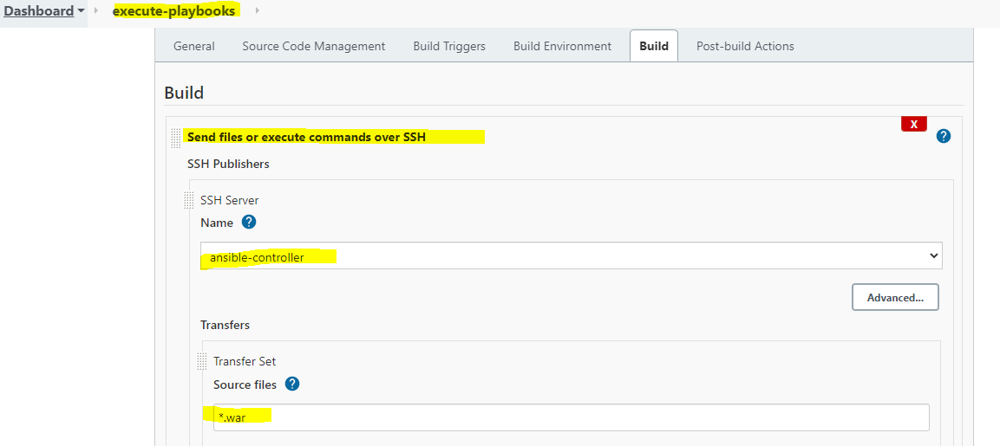 Dashboard execute-playbooks
General Source Code Management Build Triggers Build Environment Build Post-build Actions
Build
Send files or execute commands over SSH X ?
SSH Publishers
SSH Server
Name ?
ansible-controller
Advanced...
Transfers
Transfer Set
Source files ?
*.war